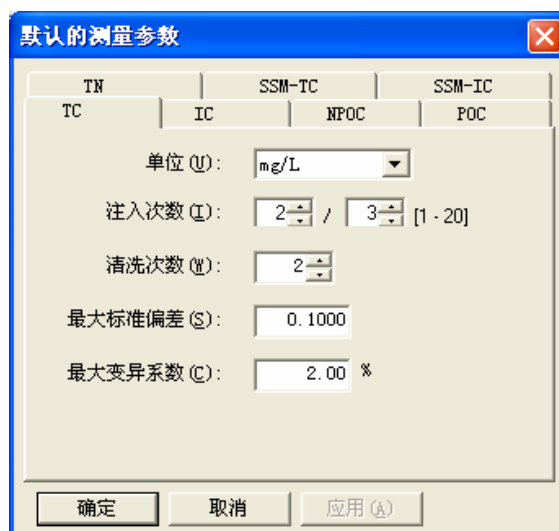 默认的测量参数
TN SSM-TC SSM-IC
TC IC NPOC POC
单位(U): mg/L
注入次数(I): 2 / 3 [1 - 20]
清洗次数(W): 2
最大标准偏差(S): 0.1000
最大变异系数(C): 2.00 %
确定 取消 应用(A)